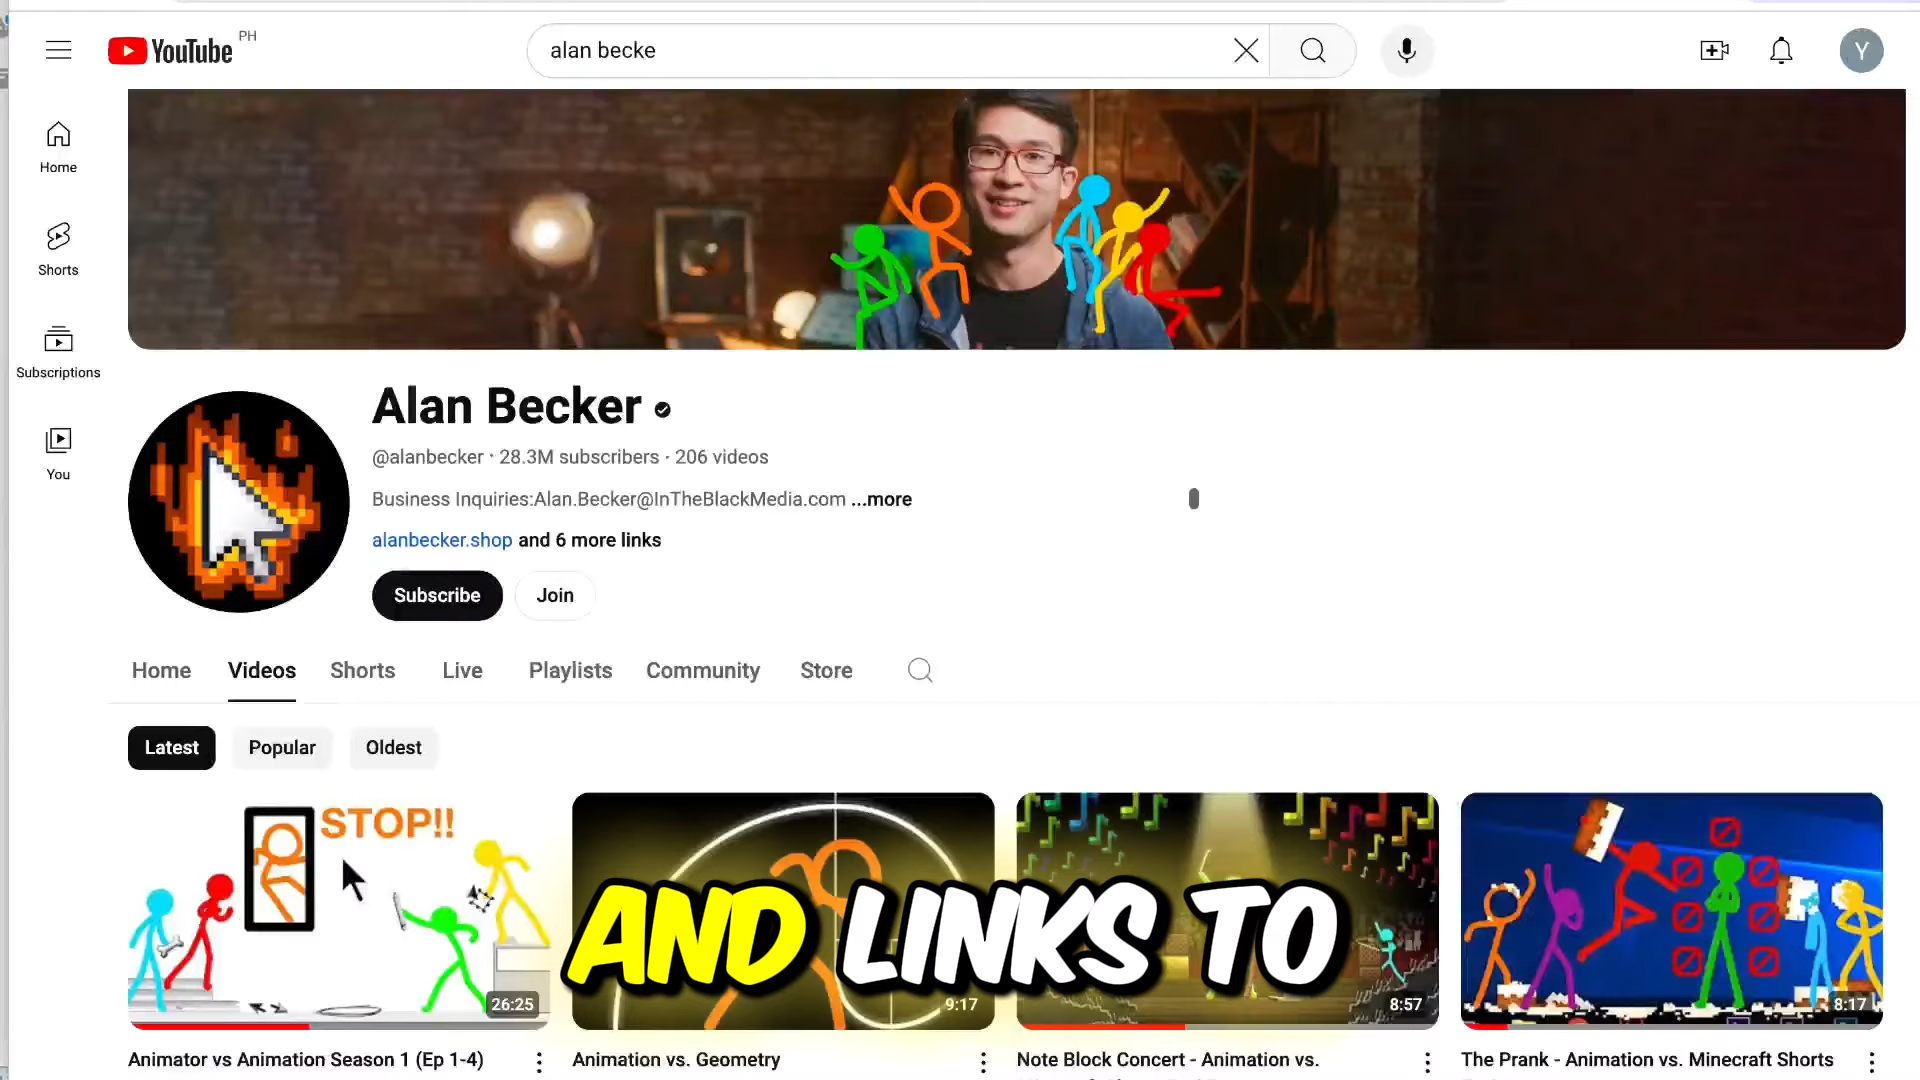 YouTube PH
alan becke
Y
Home
Shorts
Subscriptions
You
Alan Becker
@alanbecker · 28.3M subscribers · 206 videos
Business Inquiries:Alan.Becker@InTheBlackMedia.com ...more
alanbecker.shop and 6 more links
Subscribe
Join
Home Videos Shorts Live Playlists Community Store
Latest Popular Oldest
STOP!!
AND LINKS TO
26:25
9:17
8:57
8:17
Animator vs Animation Season 1 (Ep 1-4)
Animation vs. Geometry
Note Block Concert - Animation vs.
The Prank - Animation vs. Minecraft Shorts